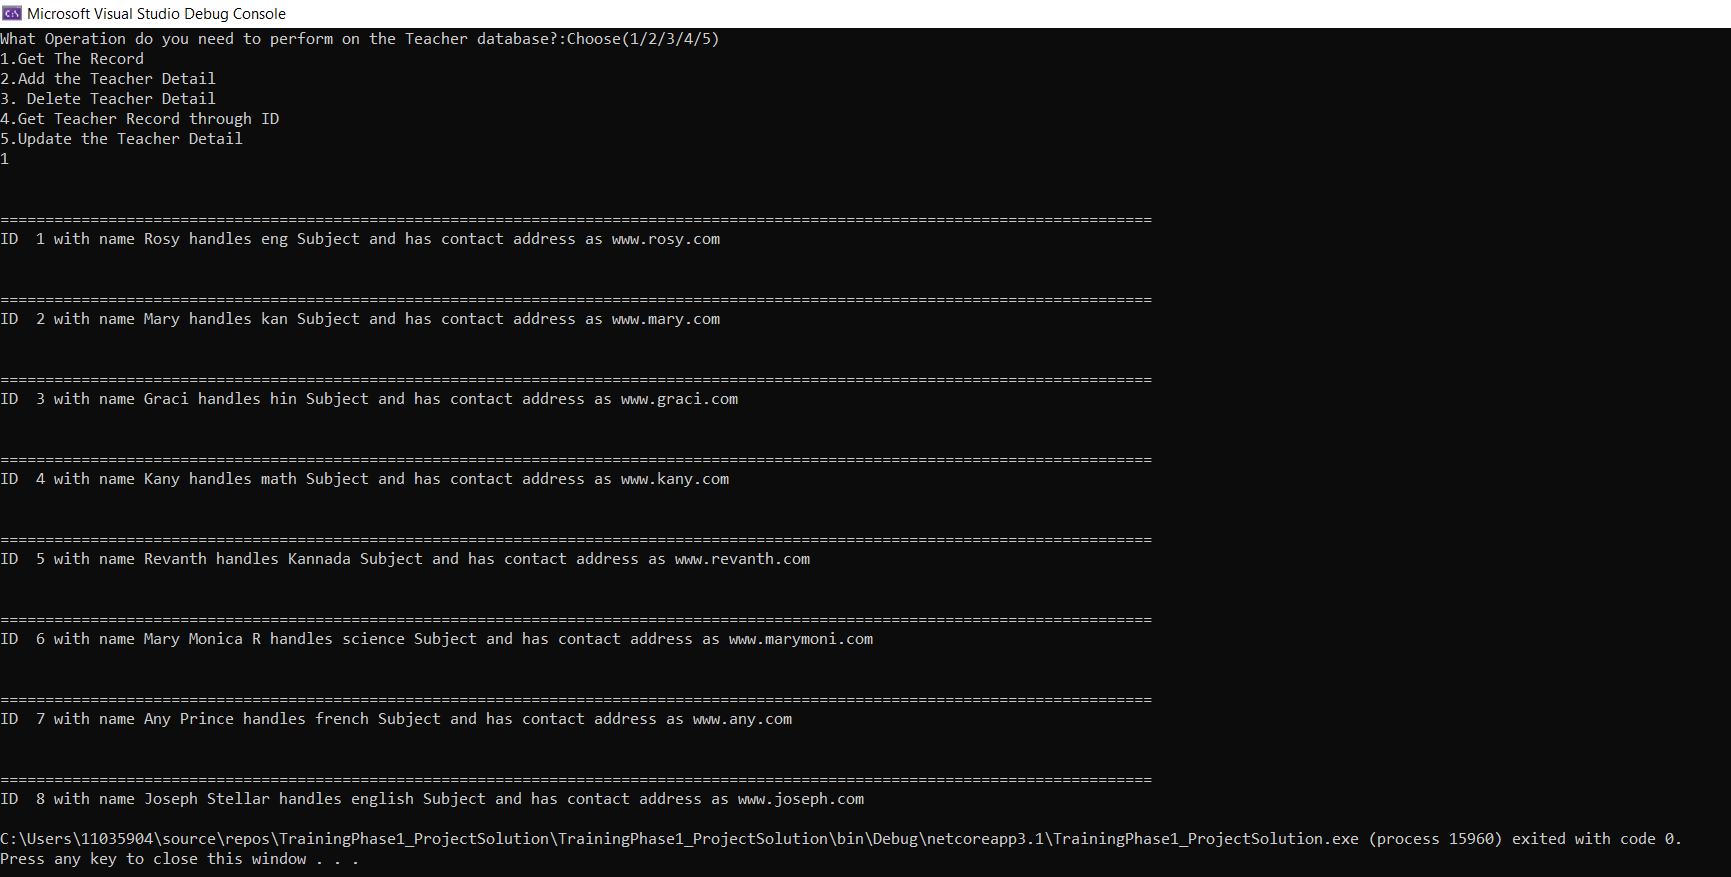 Microsoft Visual Studio Debug Console
What Operation do you need to perform on the Teacher database?:Choose(1/2/3/4/5)
1.Get The Record
2.Add the Teacher Detail
3. Delete Teacher Detail
4.Get Teacher Record through ID
5.Update the Teacher Detail
1
================================================================================================================================
ID  1 with name Rosy handles eng Subject and has contact address as www.rosy.com
================================================================================================================================
ID  2 with name Mary handles kan Subject and has contact address as www.mary.com
================================================================================================================================
ID  3 with name Graci handles hin Subject and has contact address as www.graci.com
================================================================================================================================
ID  4 with name Kany handles math Subject and has contact address as www.kany.com
================================================================================================================================
ID  5 with name Revanth handles Kannada Subject and has contact address as www.revanth.com
================================================================================================================================
ID  6 with name Mary Monica R handles science Subject and has contact address as www.marymoni.com
================================================================================================================================
ID  7 with name Any Prince handles french Subject and has contact address as www.any.com
================================================================================================================================
ID  8 with name Joseph Stellar handles english Subject and has contact address as www.joseph.com
C:\Users\11035904\source\repos\TrainingPhase1_ProjectSolution\TrainingPhase1_ProjectSolution\bin\Debug\netcoreapp3.1\TrainingPhase1_ProjectSolution.exe (process 15960) exited with code 0.
Press any key to close this window . . .